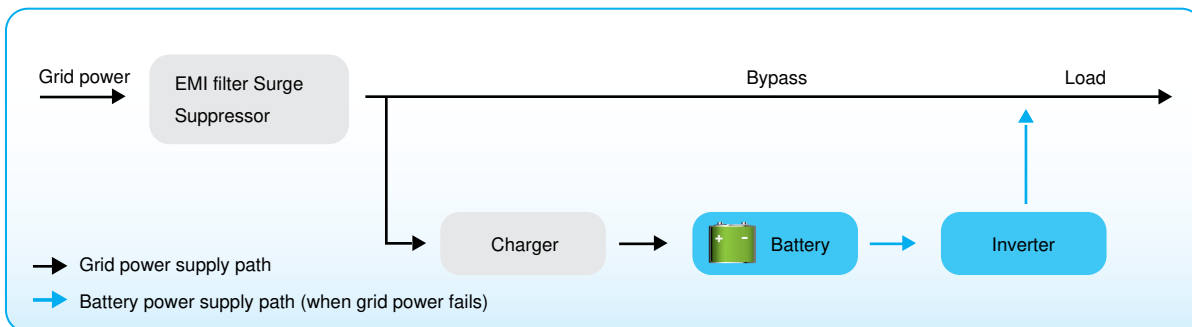 Grid power
EMI filter Surge
Suppressor
Bypass
Load
Charger
+ -
Battery
Inverter
Grid power supply path
Battery power supply path (when grid power fails)